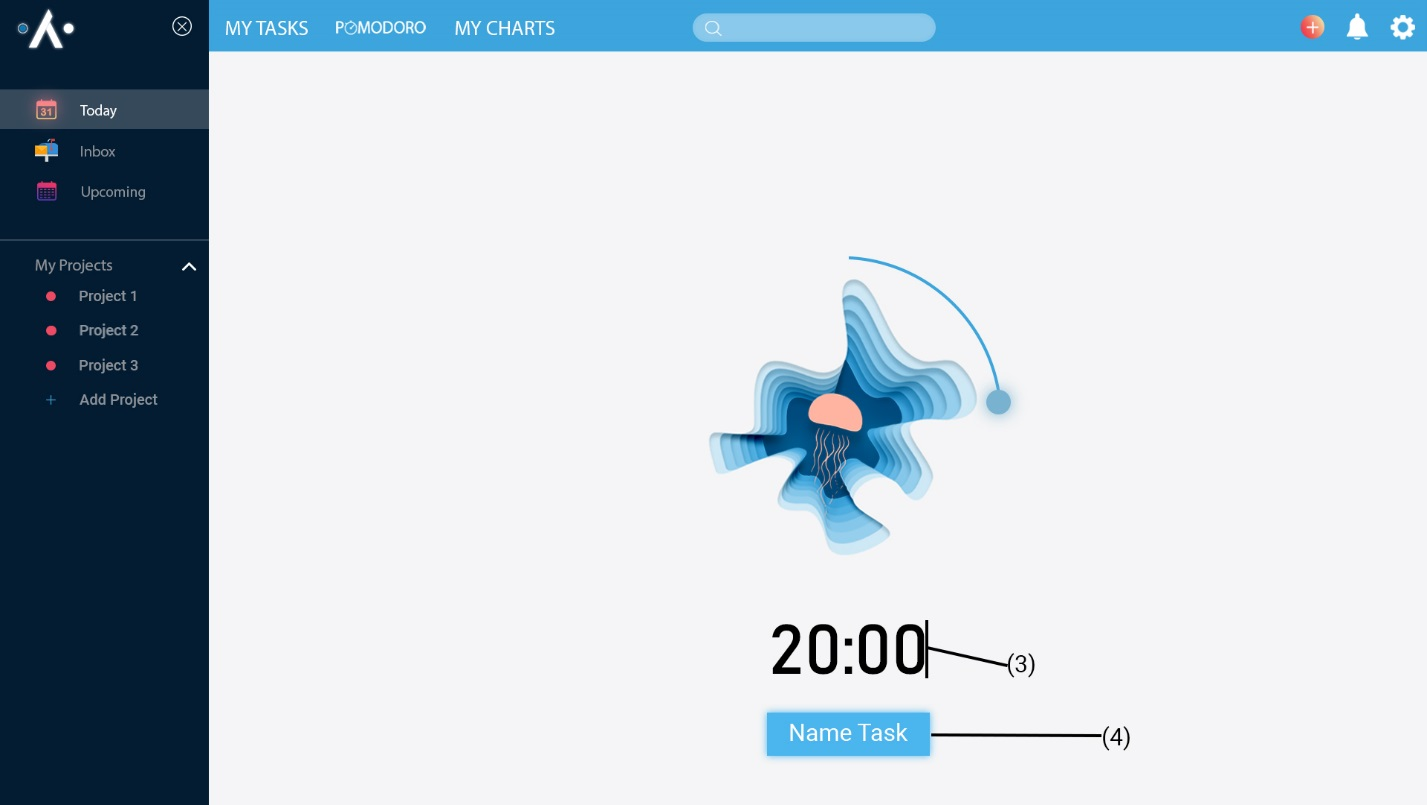 MY TASKS
POMODORO
MY CHARTS
31
Today
Inbox
Upcoming
My Projects
Project 1
Project 2
Project 3
+ Add Project
20:00
(3)
Name Task
(4)